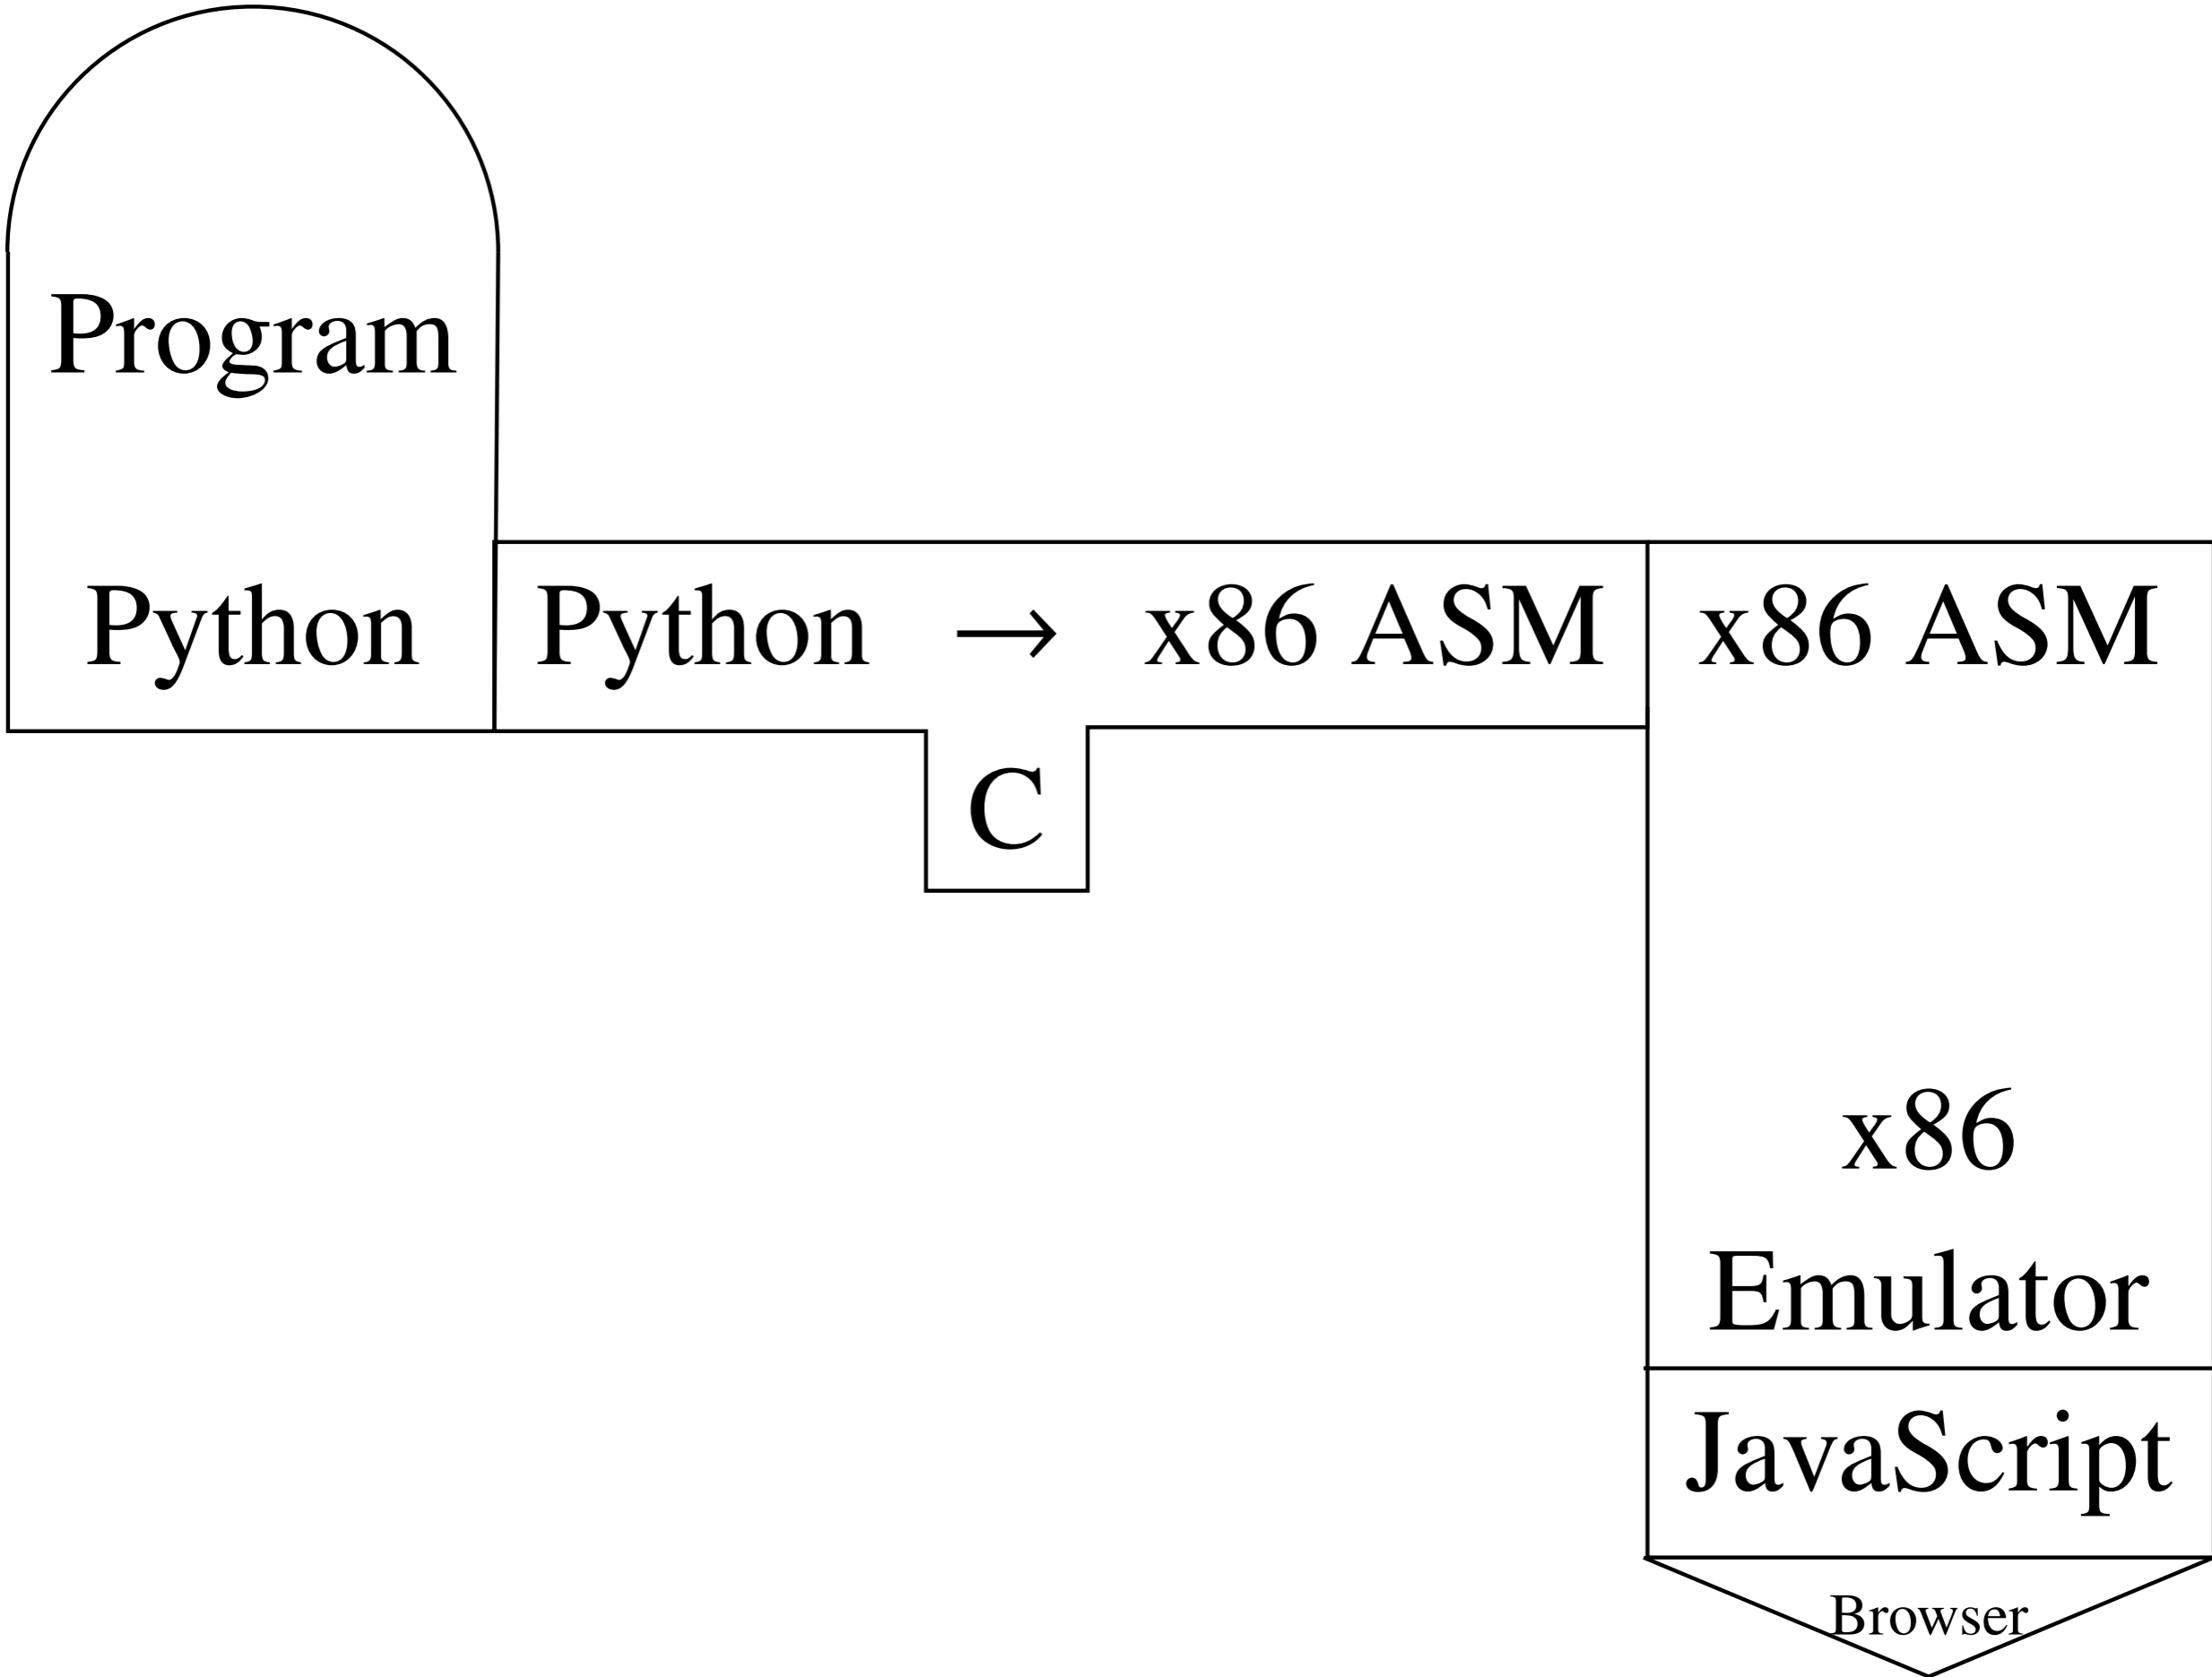 Program
Python
Python → x86 ASM
x86 ASM
C
x86
Emulator
JavaScript
Browser